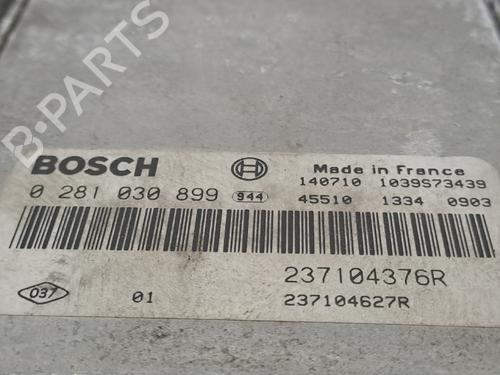 B-PARTS
BOSCH
Made in France
0 281 030 899 944
140710 1039S73439
45510 1334 0903
237104376R
037 01 237104627R